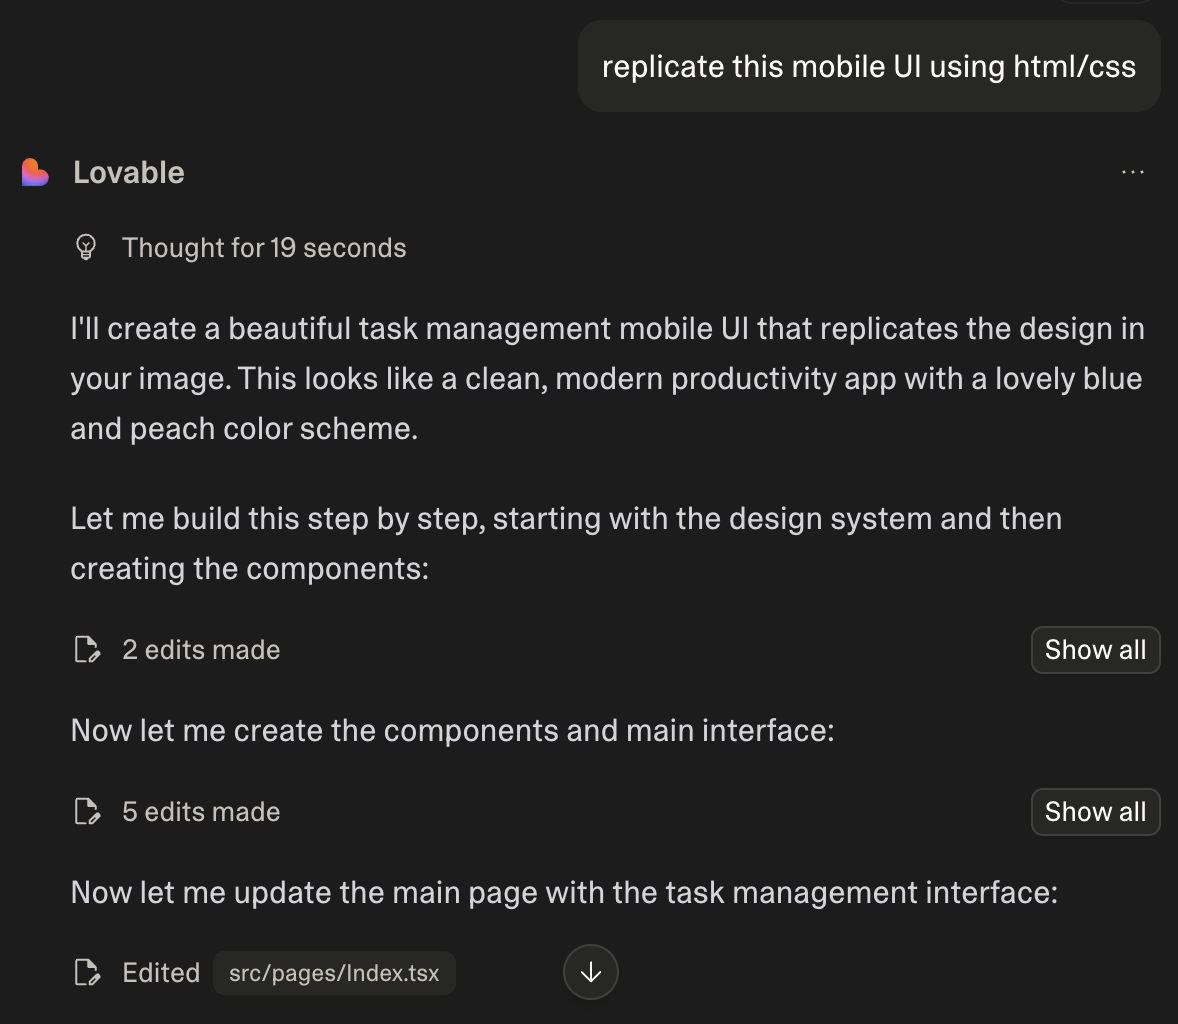 replicate this mobile UI using html/css
Lovable
Thought for 19 seconds
I'll create a beautiful task management mobile UI that replicates the design in
your image. This looks like a clean, modern productivity app with a lovely blue
and peach color scheme.
Let me build this step by step, starting with the design system and then
creating the components:
2 edits made
Show all
Now let me create the components and main interface:
5 edits made
Show all
Now let me update the main page with the task management interface:
Edited src/pages/Index.tsx